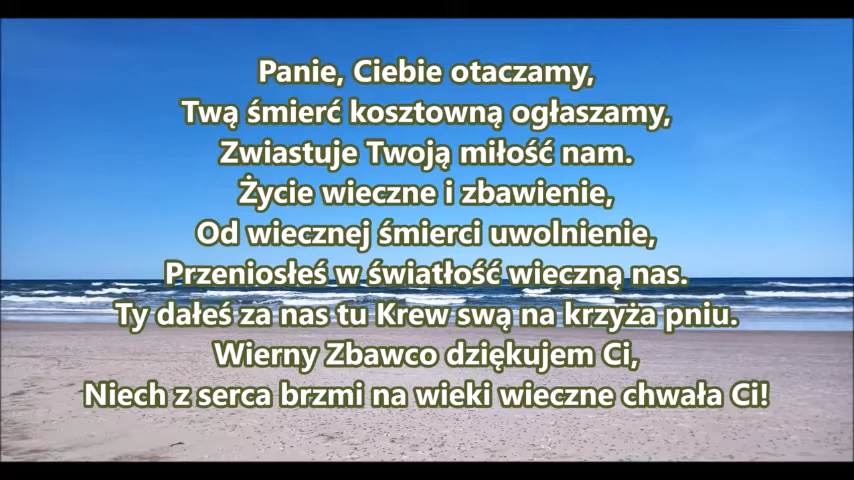 Panie, Ciebie otaczamy,
Twą śmierć kosztowną ogłaszamy,
Zwiastuje Twoją miłość nam.
Życie wieczne i zbawienie,
Od wiecznej śmierci uwolnienie,
Przeniosłeś w światłość wieczną nas.
Ty dałeś za nas tu Krew swą na krzyża pniu.
Wierny Zbawco dziękujem Ci,
Niech z serca brzmi na wieki wieczne chwała Ci!